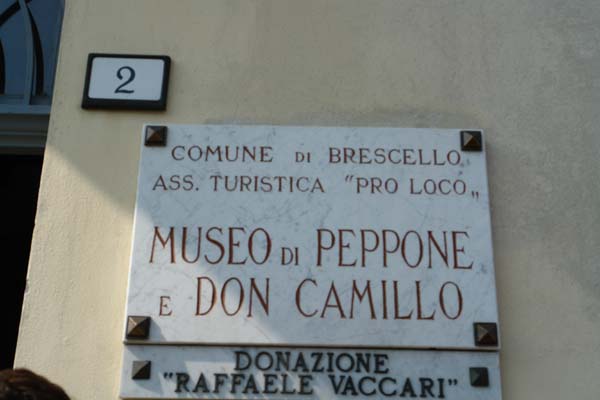 2
COMUNE DI BRESCELLO
ASS. TURISTICA "PRO LOCO„
MUSEO DI PEPPONE
E DON CAMILLO
DONAZIONE
"RAFFAELE VACCARI"